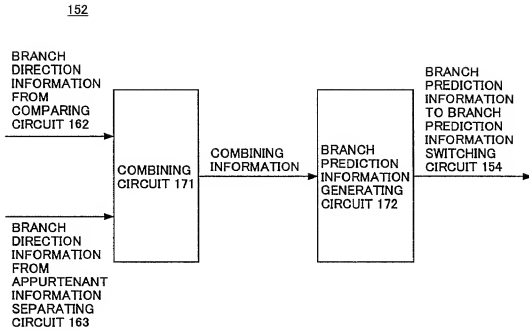 152
BRANCH
DIRECTION
INFORMATION
FROM
COMPARING
CIRCUIT 162
COMBINING
CIRCUIT 171
COMBINING
INFORMATION
BRANCH
PREDICTION
INFORMATION
GENERATING
CIRCUIT 172
BRANCH
PREDICTION
INFORMATION
TO BRANCH
PREDICTION
INFORMATION
SWITCHING
CIRCUIT 154
BRANCH
DIRECTION
INFORMATION
FROM
APPURTENANT
INFORMATION
SEPARATING
CIRCUIT 163